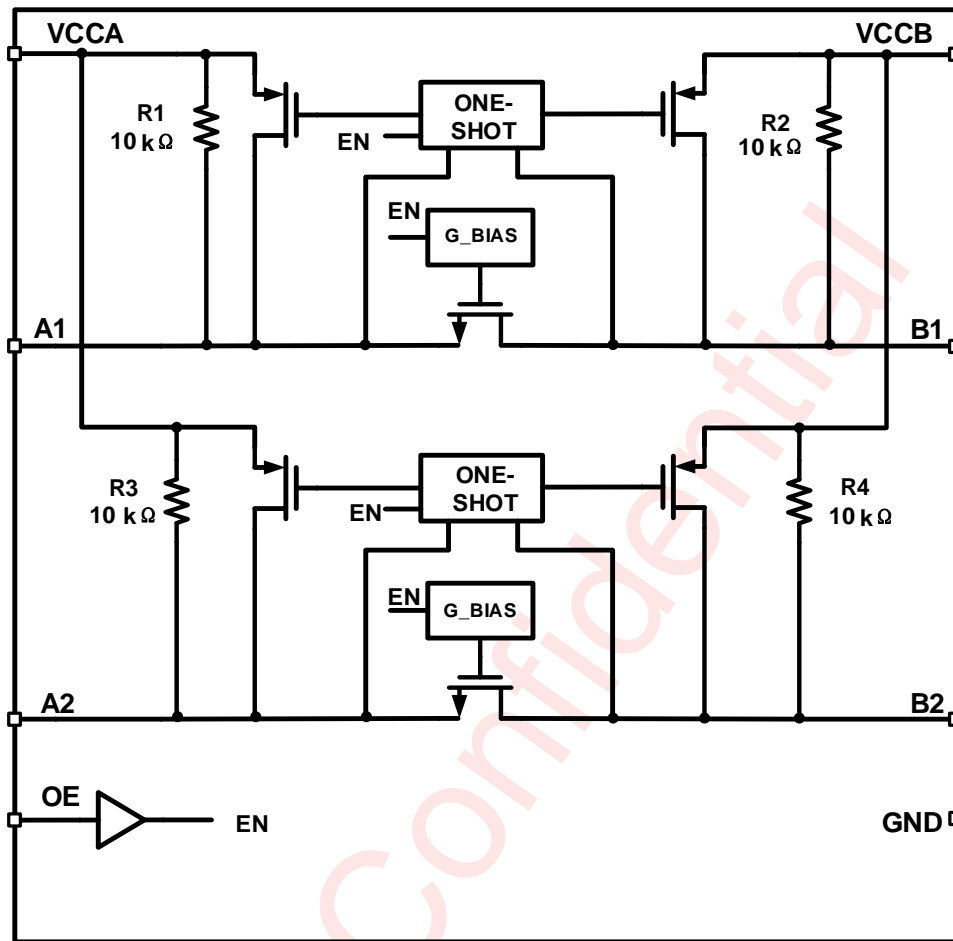 VCCA
VCCB
R1
10 kΩ
ONE-
SHOT
EN
R2
10 kΩ
EN
G_BIAS
A1
B1
R3
10 kΩ
ONE-
SHOT
EN
R4
10 kΩ
EN
G_BIAS
A2
B2
OE
EN
GND
Confidential